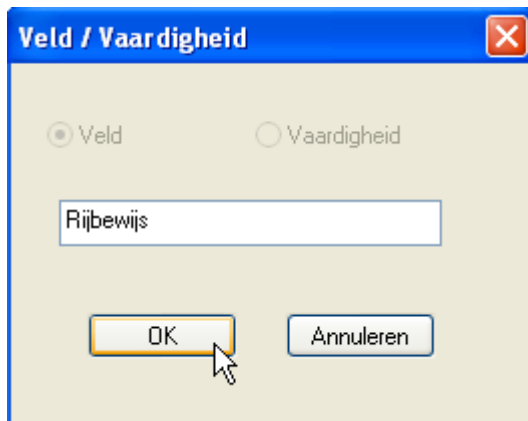 Veld / Vaardigheid
Veld Vaardigheid
Rijbewijs
OK Annuleren